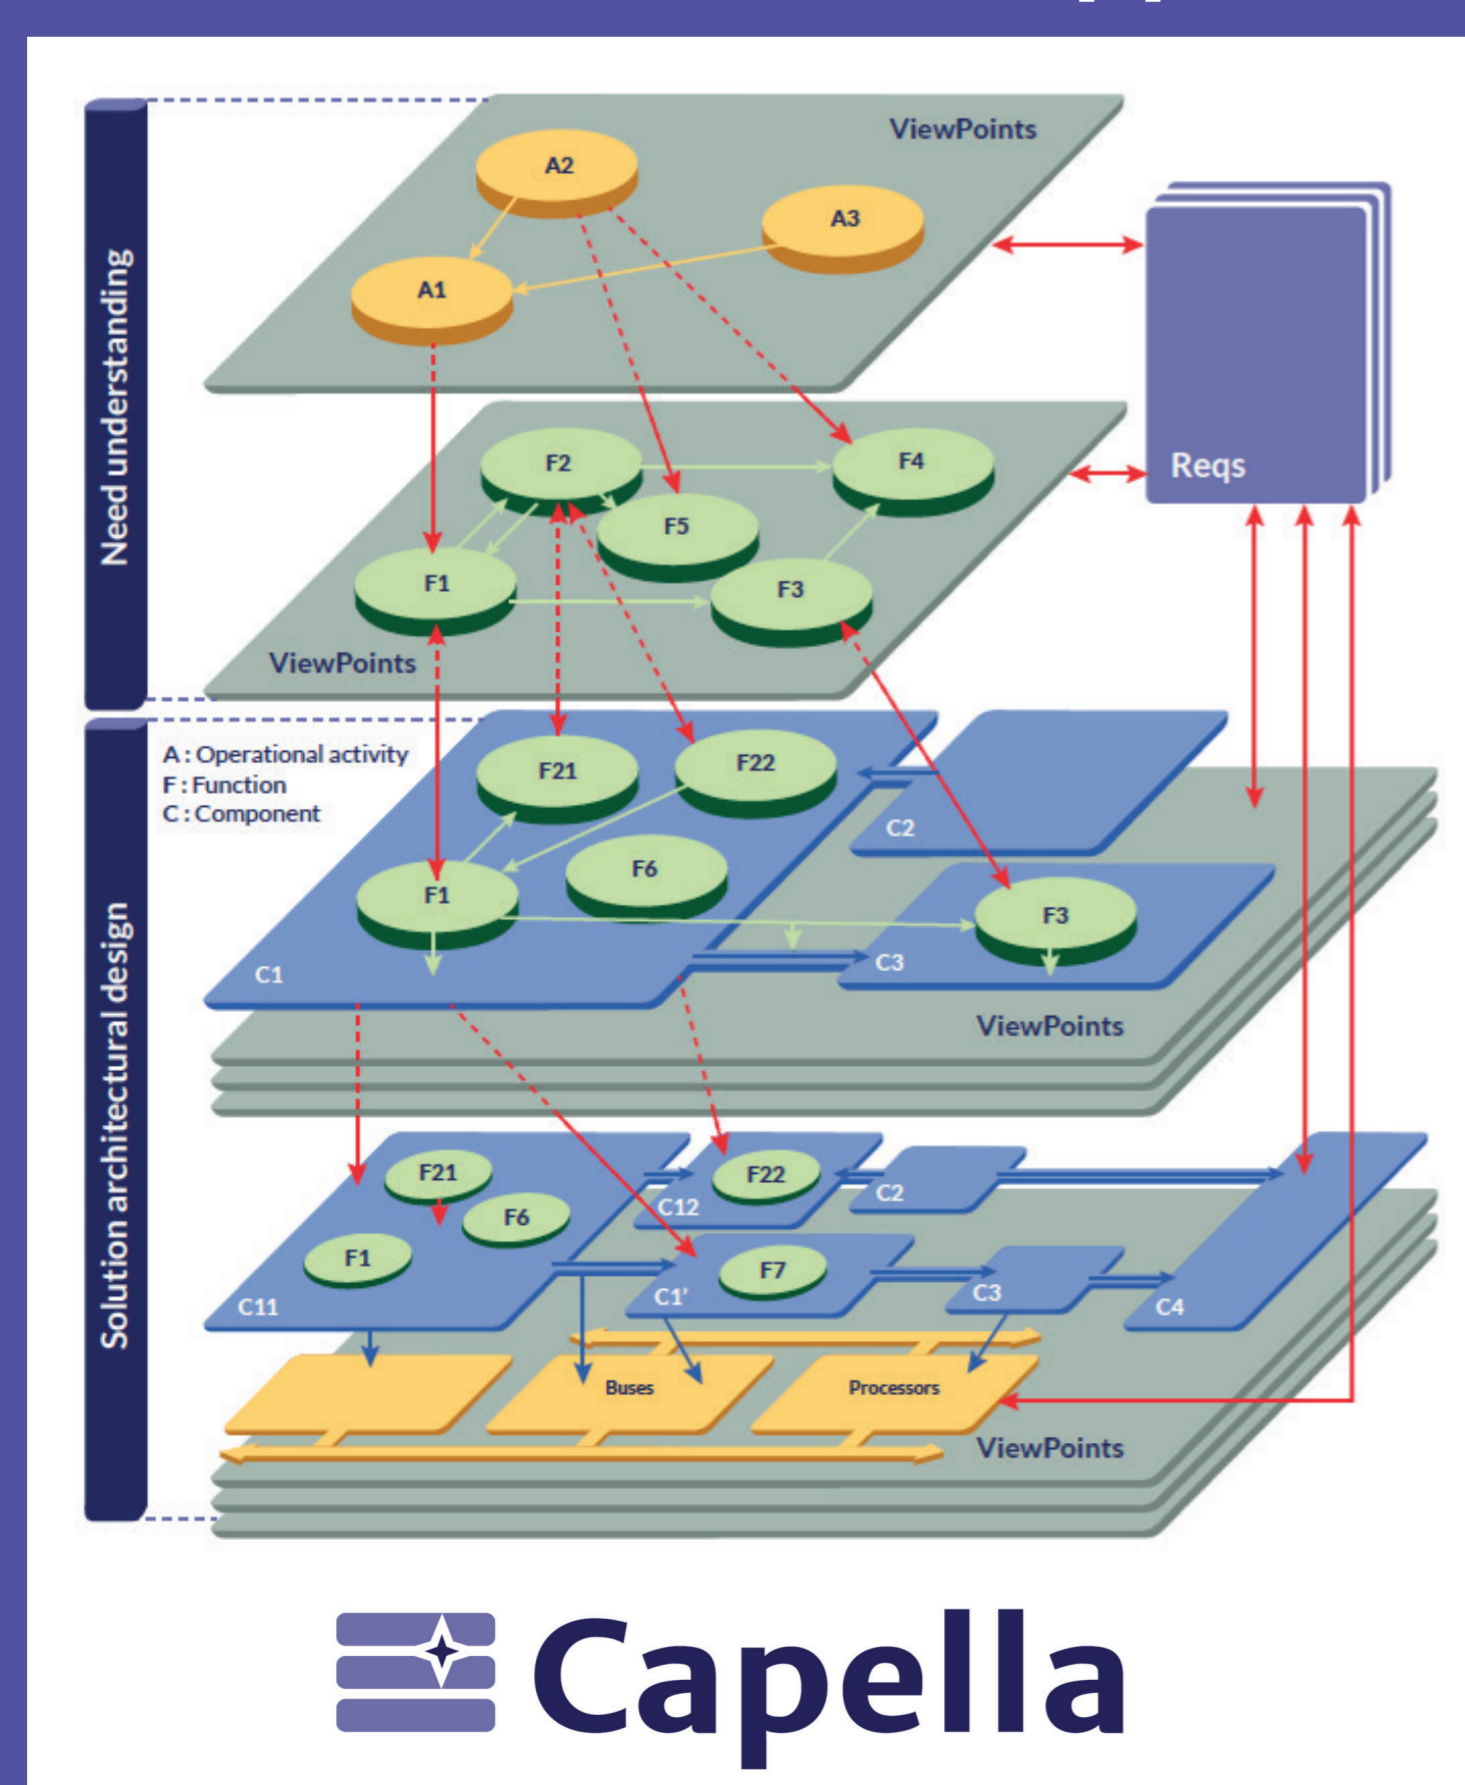 ViewPoints
A2
A3
A1
Need understanding
Reqs
F2
F4
F5
F1
F3
ViewPoints
A : Operational activity
F : Function
C : Component
F21
F22
C2
F6
F1
F3
C1
C3
ViewPoints
Solution architectural design
F21
F22
C2
C12
F6
F1
F7
C11
C1’
C3
C4
Buses
Processors
ViewPoints
Capella